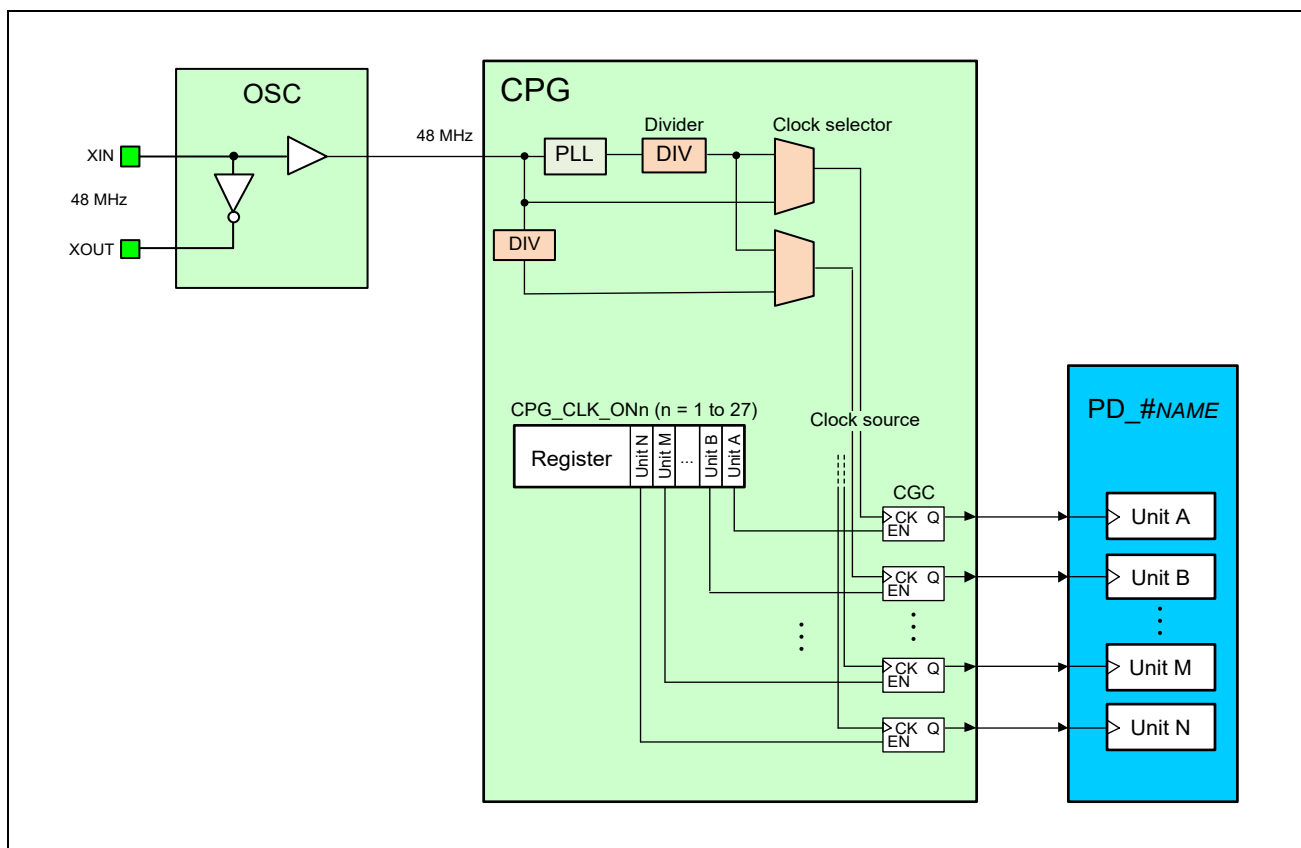 OSC
XIN
48 MHz
XOUT
48 MHz
CPG
Divider
Clock selector
PLL
DIV
DIV
CPG_CLK_ONn (n = 1 to 27)
Register
Unit N
Unit M
...
Unit B
Unit A
Clock source
CGC
CK Q
EN
CK Q
EN
CK Q
EN
CK Q
EN
PD_#NAME
Unit A
Unit B
Unit M
Unit N